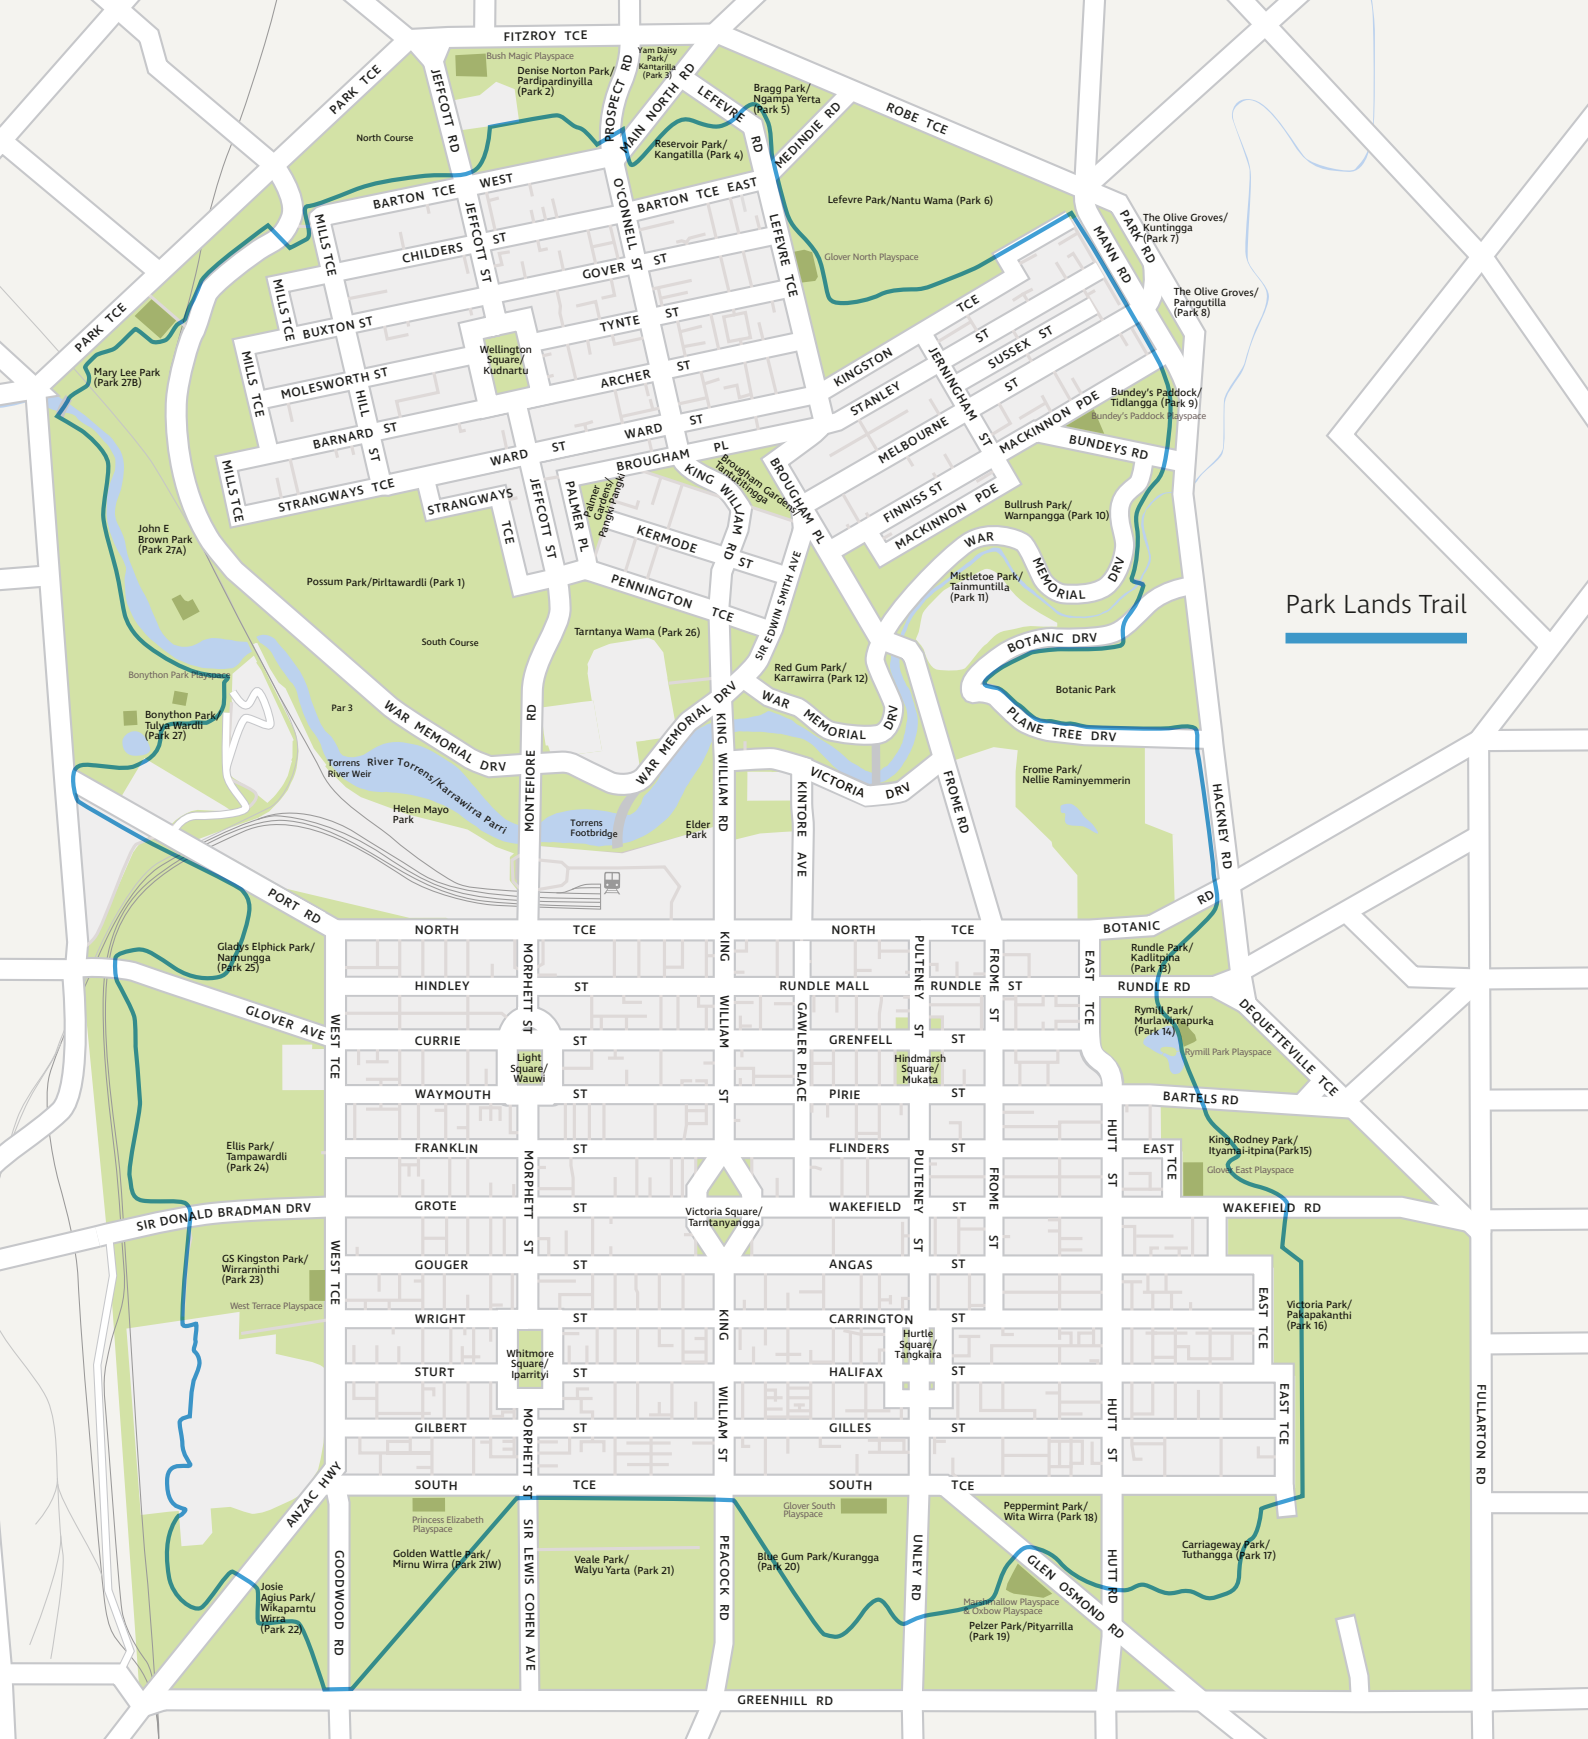 FITZROY TCE
Bush Magic Playspace
Yam Daisy
Park/
Kantarilla
(Park 3)
Denise Norton Park/
Pardipardinyilla
(Park 2)
PARK TCE
JEFFCOTT RD
PROSPECT RD
MAIN NORTH RD
LEFEVRE RD
Bragg Park/
Ngampa Yerta
(Park 5)
MEDINDIE RD
ROBE TCE
North Course
Reservoir Park/
Kangatilla (Park 4)
BARTON TCE WEST
O'CONNELL ST
BARTON TCE EAST
Lefevre Park/Nantu Wama (Park 6)
The Olive Groves/
Kuntingga
(Park 7)
PARK RD
MANN RD
MILLS TCE
JEFFCOTT ST
CHILDERS ST
LEFEVRE TCE
GOVER ST
Glover North Playspace
The Olive Groves/
Parngutilla
(Park 8)
MILLS TCE
PARK TCE
BUXTON ST
TYNTE ST
KINGSTON TCE
Wellington
Square/
Kudnartu
STANLEY ST
SUSSEX ST
JERNINGHAM ST
Mary Lee Park
(Park 27B)
MILLS TCE
MOLESWORTH ST
ARCHER ST
MELBOURNE ST
HILL ST
Bundey's Paddock/
Tidlangga (Park 9)
Bundey's Paddock Playspace
MACKINNON PDE
BARNARD ST
WARD ST
WARD ST
BUNDEYS RD
BROUGHAM PL
MILLS TCE
STRANGWAYS TCE
STRANGWAYS TCE
JEFFCOTT ST
PALMER PL
Palmer
Gardens/
Pangki Pangki
KING WILLIAM RD
Brougham Gardens/
Tantutitingga
BROUGHAM PL
FINNISS ST
MACKINNON PDE
Bullrush Park/
Warnpangga (Park 10)
John E
Brown Park
(Park 27A)
KERMODE ST
WAR MEMORIAL DRV
Possum Park/Pirltawardli (Park 1)
PENNINGTON TCE
SIR EDWIN SMITH AVE
Mistletoe Park/
Tainmuntilla
(Park 11)
Park Lands Trail
South Course
Tarntanya Wama (Park 26)
BOTANIC DRV
Bonython Park Playspace
Red Gum Park/
Karrawirra (Park 12)
Botanic Park
Par 3
Bonython Park/
Tulya Wardli
(Park 27)
WAR MEMORIAL DRV
MONTEFIORE RD
WAR MEMORIAL DRV
KING WILLIAM RD
WAR MEMORIAL DRV
PLANE TREE DRV
Torrens
River Weir
River Torrens/Karrawirra Parri
VICTORIA DRV
FROME RD
Frome Park/
Nellie Raminyemmerin
HACKNEY RD
KINTORE AVE
Helen Mayo
Park
Torrens
Footbridge
Elder
Park
PORT RD
BOTANIC RD
NORTH TCE
NORTH TCE
Gladys Elphick Park/
Narnungga
(Park 25)
MORPHETT ST
KING WILLIAM ST
PULTENEY ST
FROME ST
EAST TCE
Rundle Park/
Kadlitpina
(Park 13)
HINDLEY ST
RUNDLE MALL
RUNDLE ST
RUNDLE RD
GLOVER AVE
WEST TCE
GAWLER PLACE
Rymill Park/
Murlawirrapurka
(Park 14)
Rymill Park Playspace
DEQUETTEVILLE TCE
CURRIE ST
GRENFELL ST
Light
Square/
Wauwi
Hindmarsh
Square/
Mukata
WAYMOUTH ST
PIRIE ST
BARTELS RD
Ellis Park/
Tampawardli
(Park 24)
FRANKLIN ST
FLINDERS ST
HUTT ST
EAST TCE
King Rodney Park/
Ityamai-itpina(Park15)
Glover East Playspace
MORPHETT ST
PULTENEY ST
FROME ST
SIR DONALD BRADMAN DRV
GROTE ST
Victoria Square/
Tarntanyangga
WAKEFIELD ST
WAKEFIELD RD
GS Kingston Park/
Wirrarninthi
(Park 23)
West Terrace Playspace
WEST TCE
GOUGER ST
ANGAS ST
EAST TCE
Victoria Park/
Pakapakanthi
(Park 16)
WRIGHT ST
KING WILLIAM ST
CARRINGTON ST
Whitmore
Square/
Iparrityi
Hurtle
Square/
Tangkaira
STURT ST
HALIFAX ST
EAST TCE
FULLARTON RD
GILBERT ST
MORPHETT ST
GILLES ST
HUTT ST
ANZAC HWY
SOUTH TCE
SOUTH TCE
Princess Elizabeth
Playspace
Glover South
Playspace
Peppermint Park/
Wita Wirra (Park 18)
Golden Wattle Park/
Mirnu Wirra (Park 21W)
SIR LEWIS COHEN AVE
Veale Park/
Walyu Yarta (Park 21)
PEACOCK RD
Blue Gum Park/Kurangga
(Park 20)
UNLEY RD
Carriageway Park/
Tuthangga (Park 17)
GLEN OSMOND RD
HUTT RD
GOODWOOD RD
Josie
Agius Park/
Wikaparntu
Wirra
(Park 22)
Marshmallow Playspace
& Oxbow Playspace
Pelzer Park/Pityarrilla
(Park 19)
GREENHILL RD